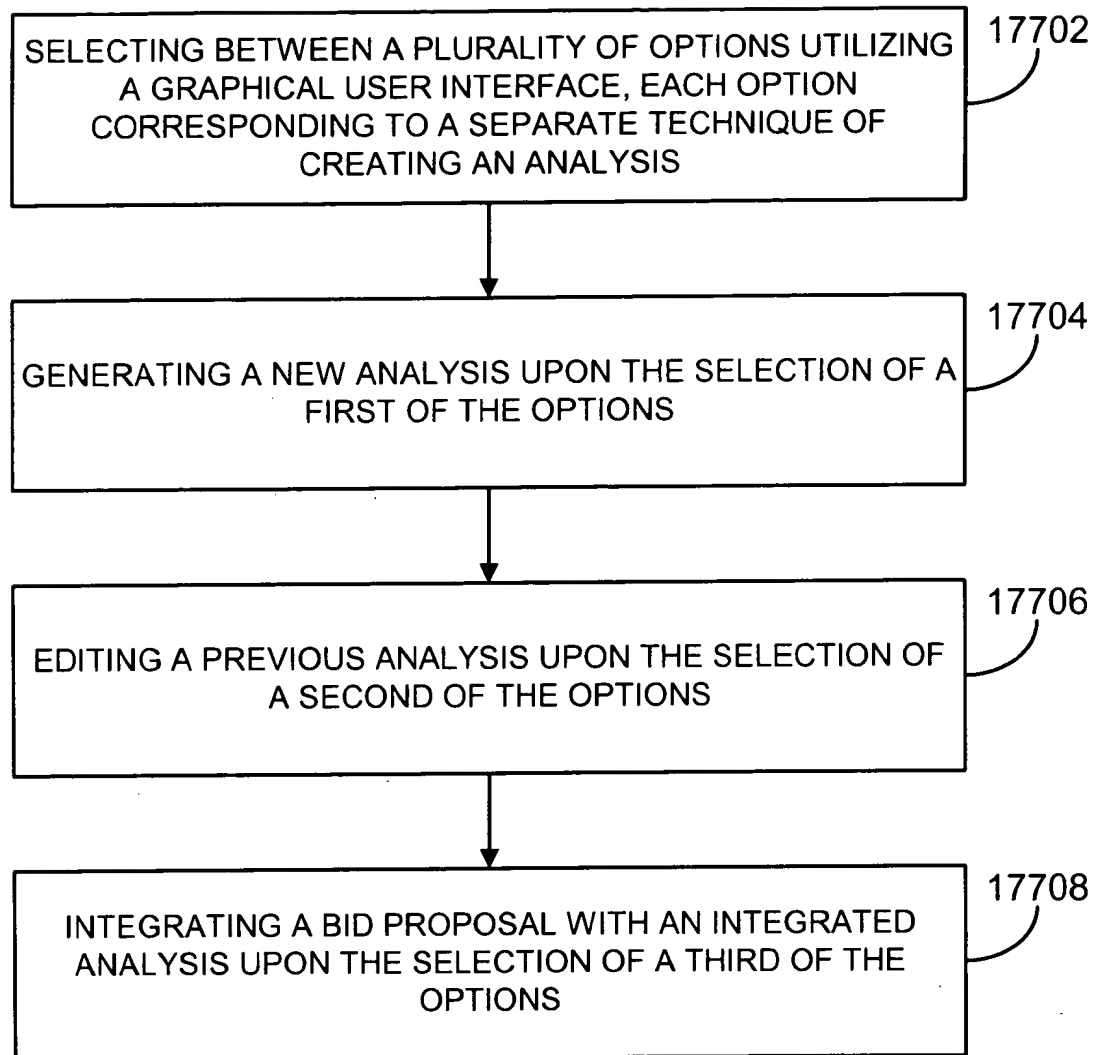 SELECTING BETWEEN A PLURALITY OF OPTIONS UTILIZING
A GRAPHICAL USER INTERFACE, EACH OPTION
CORRESPONDING TO A SEPARATE TECHNIQUE OF
CREATING AN ANALYSIS
17702
GENERATING A NEW ANALYSIS UPON THE SELECTION OF A
FIRST OF THE OPTIONS
17704
EDITING A PREVIOUS ANALYSIS UPON THE SELECTION OF
A SECOND OF THE OPTIONS
17706
INTEGRATING A BID PROPOSAL WITH AN INTEGRATED
ANALYSIS UPON THE SELECTION OF A THIRD OF THE
OPTIONS
17708